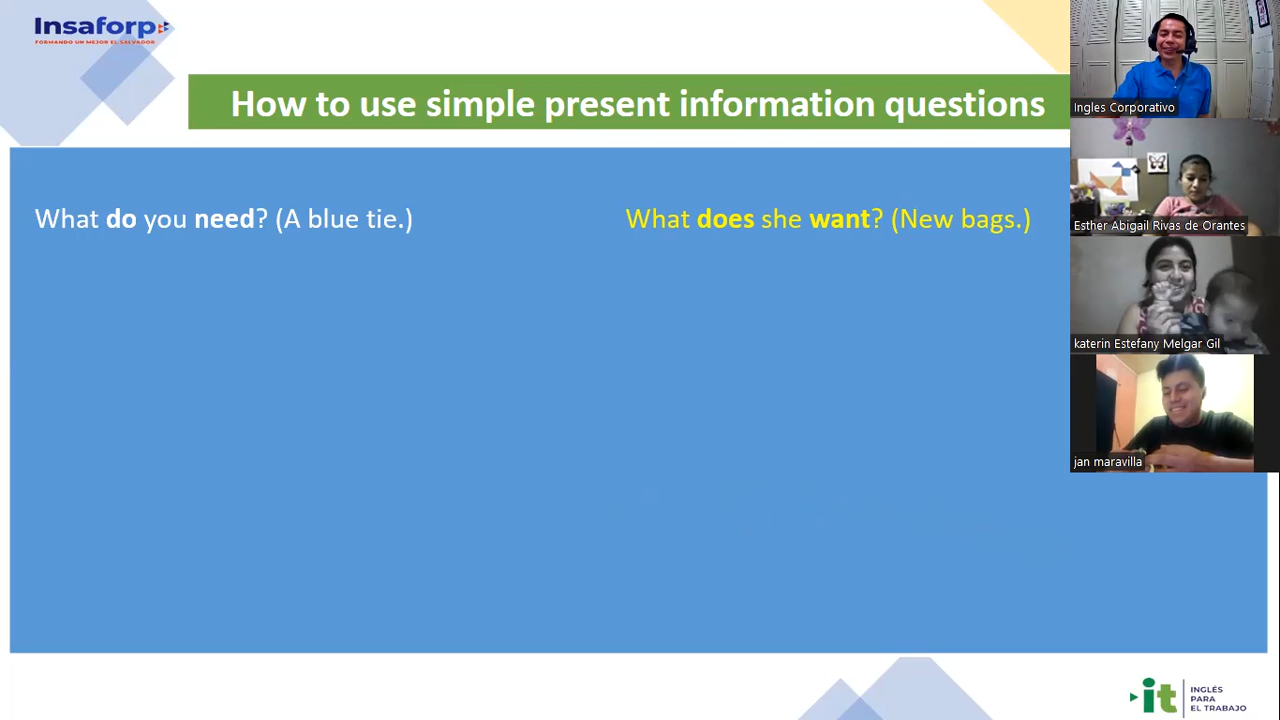 Insaforp
FORMANDO UN MEJOR EL SALVADOR
How to use simple present information questions
What do you need? (A blue tie.)
What does she want? (New bags.)
Ingles Corporativo
Esther Abigail Rivas de Orantes
katerin Estefany Melgar Gil
jan maravilla
it
INGLÉS
PARA
EL TRABAJO